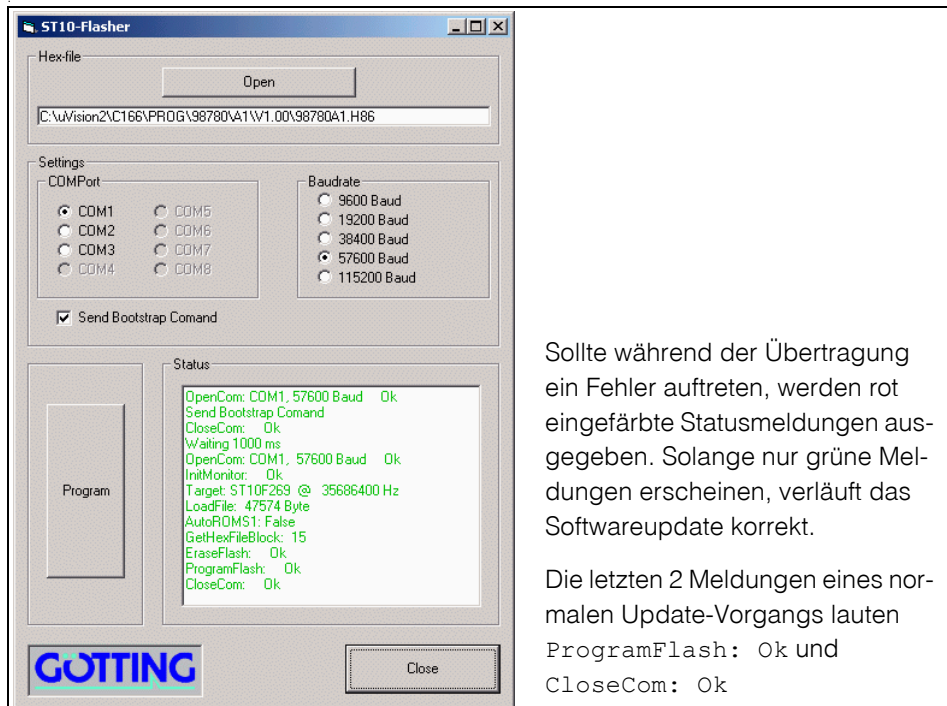 ST10-Flasher
Hex-file
Open
C:\uVision2\C166\PROG\98780\A1\V1.00\98780A1.H86
Settings
COMPort
COM1
COM2
COM3
COM4
COM5
COM6
COM7
COM8
Baudrate
9600 Baud
19200 Baud
38400 Baud
57600 Baud
115200 Baud
Send Bootstrap Comand
Program
Status
OpenCom: COM1, 57600 Baud Ok
Send Bootstrap Comand
CloseCom: Ok
Waiting 1000 ms
OpenCom: COM1, 57600 Baud Ok
InitMonitor: Ok
Target: ST10F269 @ 35686400 Hz
LoadFile: 47574 Byte
AutoROMS1: False
GetHexFileBlock: 15
EraseFlash: Ok
ProgramFlash: Ok
CloseCom: Ok
GÖTTING
Close
Sollte während der Übertragung
ein Fehler auftreten, werden rot
eingefärbte Statusmeldungen aus-
gegeben. Solange nur grüne Mel-
dungen erscheinen, verläuft das
Softwareupdate korrekt.
Die letzten 2 Meldungen eines nor-
malen Update-Vorgangs lauten
ProgramFlash: Ok und
CloseCom: Ok